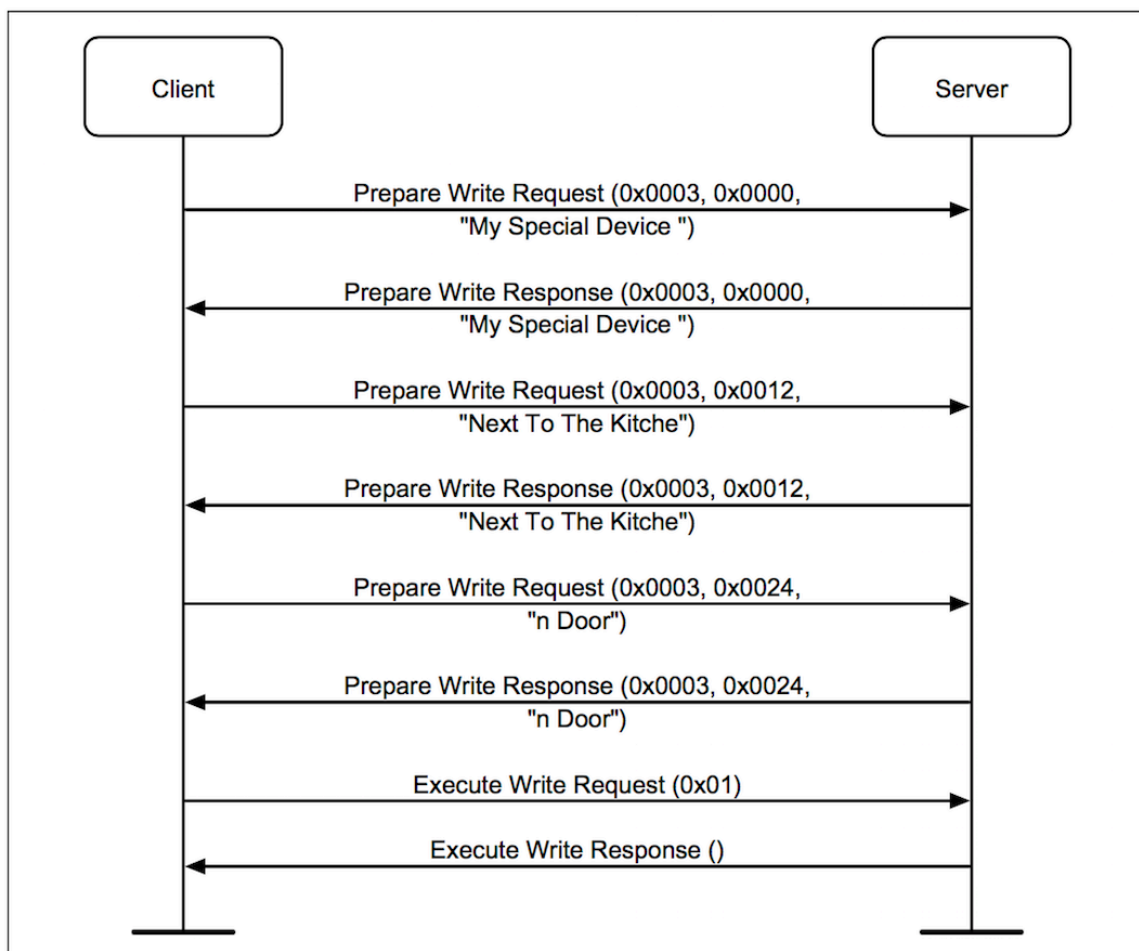 Client
Server
Prepare Write Request (0x0003, 0x0000,
"My Special Device ")
Prepare Write Response (0x0003, 0x0000,
"My Special Device ")
Prepare Write Request (0x0003, 0x0012,
"Next To The Kitche")
Prepare Write Response (0x0003, 0x0012,
"Next To The Kitche")
Prepare Write Request (0x0003, 0x0024,
"n Door")
Prepare Write Response (0x0003, 0x0024,
"n Door")
Execute Write Request (0x01)
Execute Write Response ()